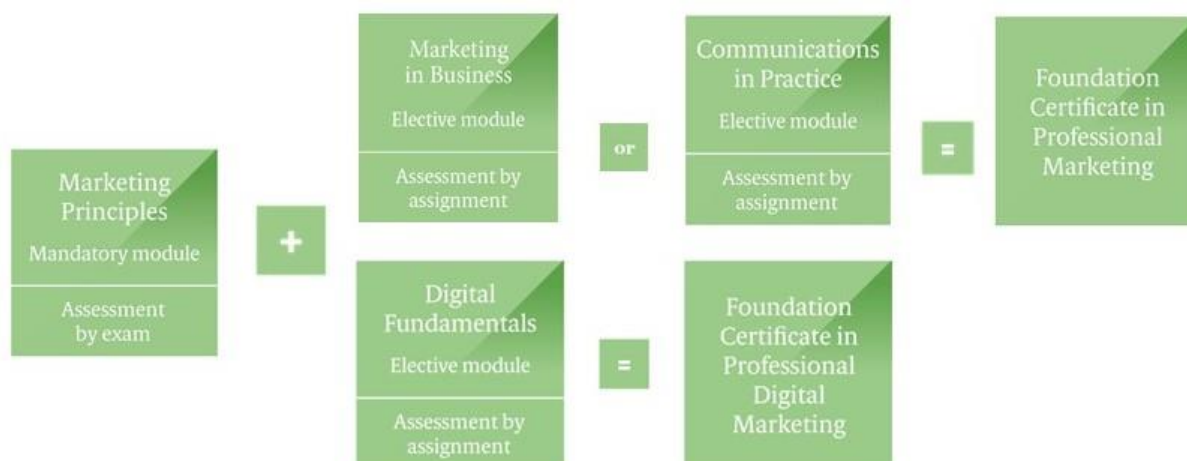 Marketing
Principles
Mandatory module
Assessment
by exam
+
Marketing
in Business
Elective module
Assessment by
assignment
or
Communications
in Practice
Elective module
Assessment by
assignment
=
Foundation
Certificate in
Professional
Marketing
Digital
Fundamentals
Elective module
Assessment by
assignment
=
Foundation
Certificate in
Professional
Digital
Marketing